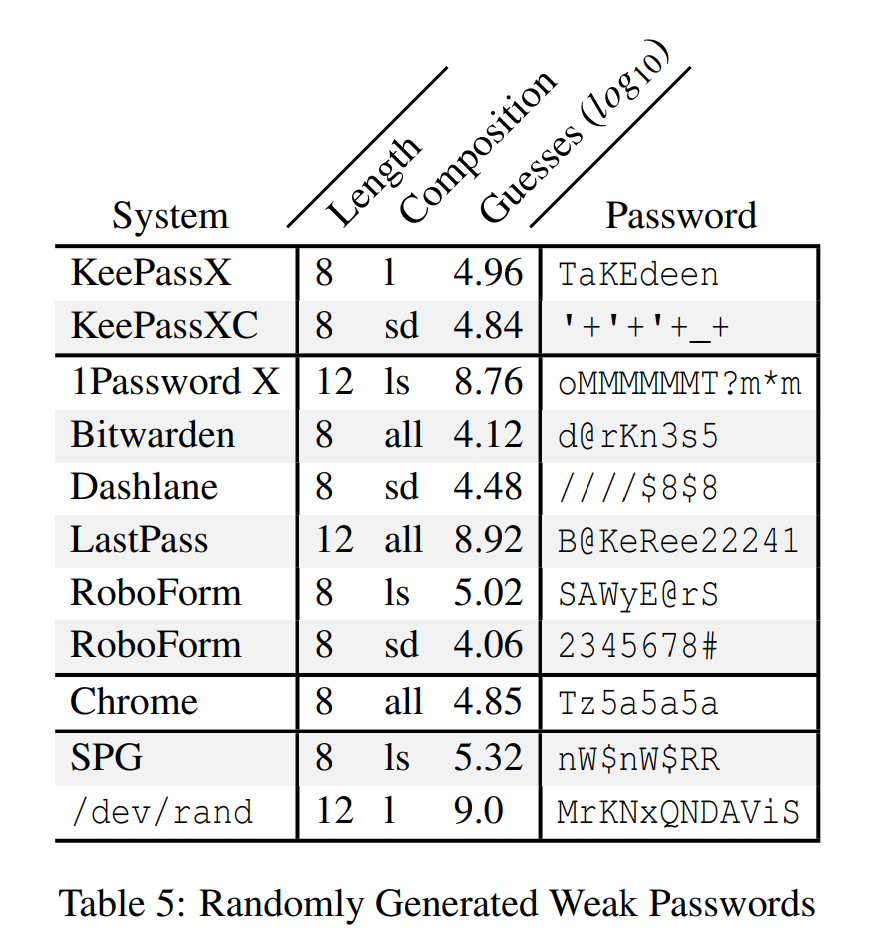 System Length Composition Guesses (log10) Password
KeePassX 8 l 4.96 TaKEdeen
KeePassXC 8 sd 4.84 '+'+'+_+
1Password X 12 ls 8.76 oMMMMMMT?m*m
Bitwarden 8 all 4.12 d@rKn3s5
Dashlane 8 sd 4.48 ////$8$8
LastPass 12 all 8.92 B@KeRee22241
RoboForm 8 ls 5.02 SAWyE@rS
RoboForm 8 sd 4.06 2345678#
Chrome 8 all 4.85 Tz5a5a5a
SPG 8 ls 5.32 nW$nW$RR
/dev/rand 12 l 9.0 MrKNxQNDAViS
Table 5: Randomly Generated Weak Passwords